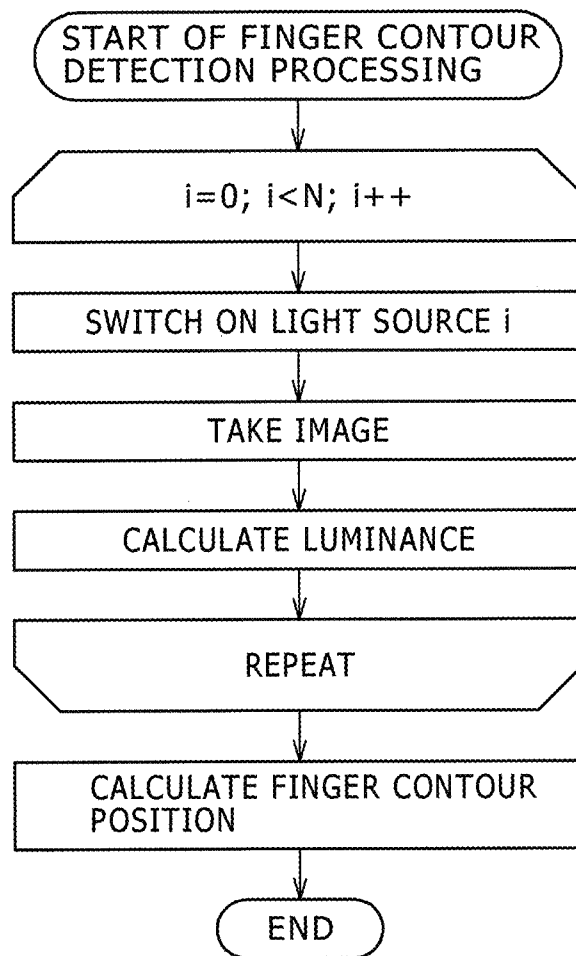 START OF FINGER CONTOUR
DETECTION PROCESSING
i=0; i<N; i++
SWITCH ON LIGHT SOURCE i
TAKE IMAGE
CALCULATE LUMINANCE
REPEAT
CALCULATE FINGER CONTOUR
POSITION
END